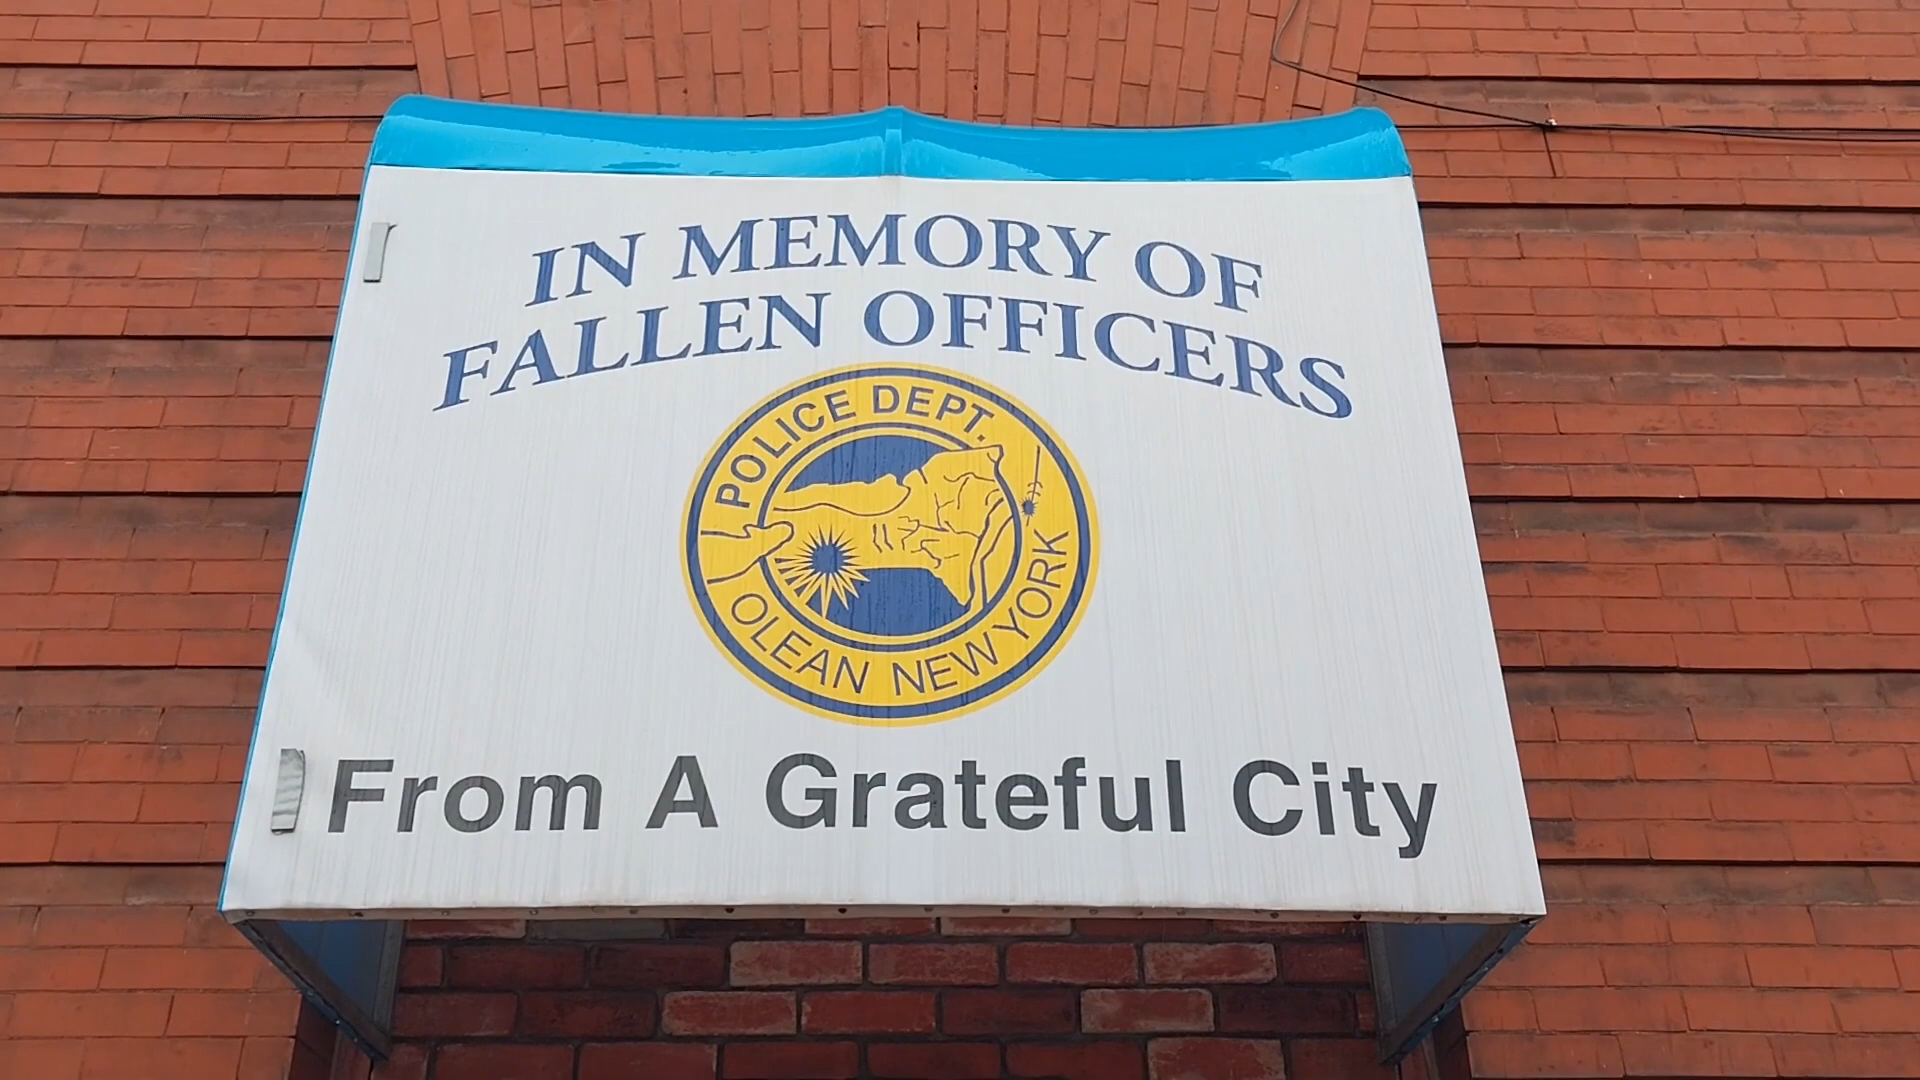 IN MEMORY OF
FALLEN OFFICERS
POLICE DEPT.
OLEAN NEW YORK
From A Grateful City